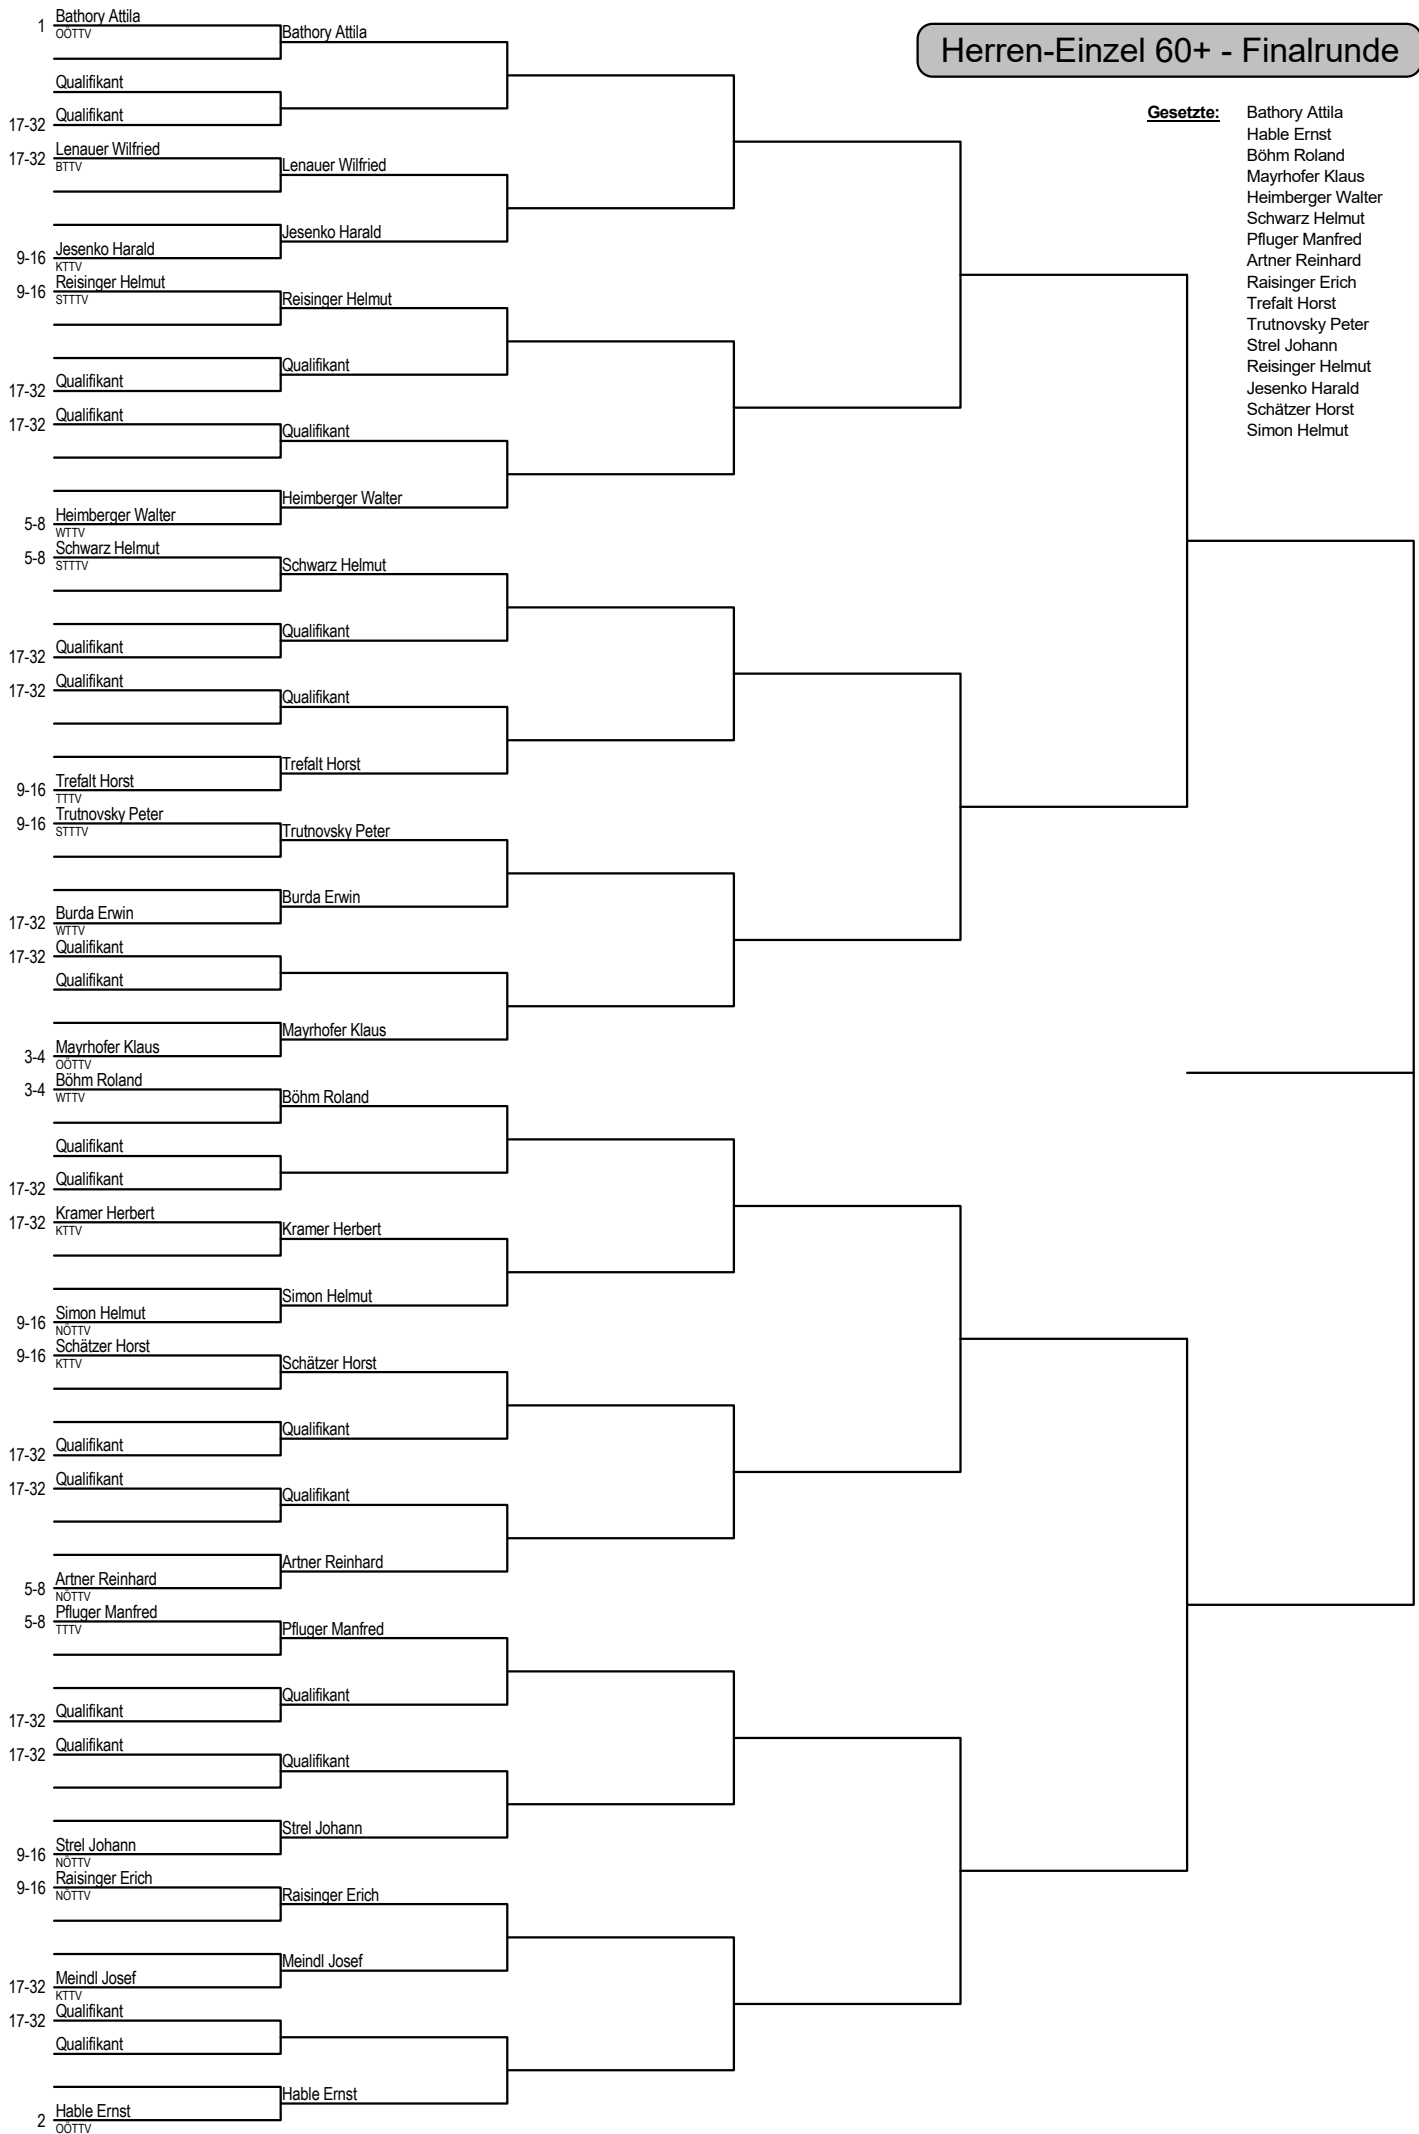 Herren-Einzel 60+ - Finalrunde
Gesetzte: Bathory Attila
Hable Ernst
Böhm Roland
Mayrhofer Klaus
Heimberger Walter
Schwarz Helmut
Pfluger Manfred
Artner Reinhard
Raisinger Erich
Trefalt Horst
Trutnovsky Peter
Strel Johann
Reisinger Helmut
Jesenko Harald
Schätzer Horst
Simon Helmut
1 Bathory Attila
OÖTTV
Bathory Attila
Qualifikant
17-32 Qualifikant
17-32 Lenauer Wilfried
BTTV
Lenauer Wilfried
Jesenko Harald
9-16 Jesenko Harald
KTTV
9-16 Reisinger Helmut
STTTV
Reisinger Helmut
Qualifikant
17-32 Qualifikant
17-32 Qualifikant
Qualifikant
Heimberger Walter
5-8 Heimberger Walter
WTTV
5-8 Schwarz Helmut
STTTV
Schwarz Helmut
Qualifikant
17-32 Qualifikant
17-32 Qualifikant
Qualifikant
Trefalt Horst
9-16 Trefalt Horst
TTTV
9-16 Trutnovsky Peter
STTTV
Trutnovsky Peter
Burda Erwin
17-32 Burda Erwin
WTTV
17-32 Qualifikant
Qualifikant
Mayrhofer Klaus
3-4 Mayrhofer Klaus
OÖTTV
3-4 Böhm Roland
WTTV
Böhm Roland
Qualifikant
17-32 Qualifikant
17-32 Kramer Herbert
KTTV
Kramer Herbert
Simon Helmut
9-16 Simon Helmut
NÖTTV
9-16 Schätzer Horst
KTTV
Schätzer Horst
Qualifikant
17-32 Qualifikant
17-32 Qualifikant
Qualifikant
Artner Reinhard
5-8 Artner Reinhard
NÖTTV
5-8 Pfluger Manfred
TTTV
Pfluger Manfred
Qualifikant
17-32 Qualifikant
17-32 Qualifikant
Qualifikant
Strel Johann
9-16 Strel Johann
NÖTTV
9-16 Raisinger Erich
NÖTTV
Raisinger Erich
Meindl Josef
17-32 Meindl Josef
KTTV
17-32 Qualifikant
Qualifikant
Hable Ernst
2 Hable Ernst
OÖTTV